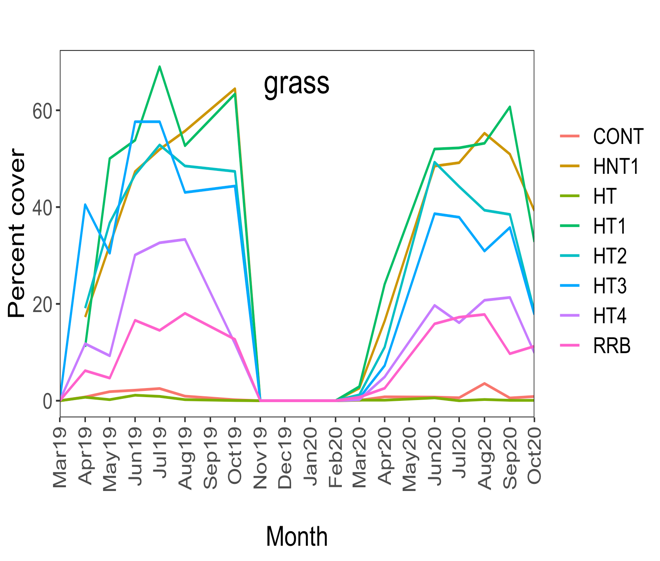 grass
Percent cover
60
40
20
0
Mar19
Apr19
May19
Jun19
Jul19
Aug19
Sep19
Oct19
Nov19
Dec19
Jan20
Feb20
Mar20
Apr20
May20
Jun20
Jul20
Aug20
Sep20
Oct20
Month
CONT
HNT1
HT
HT1
HT2
HT3
HT4
RRB